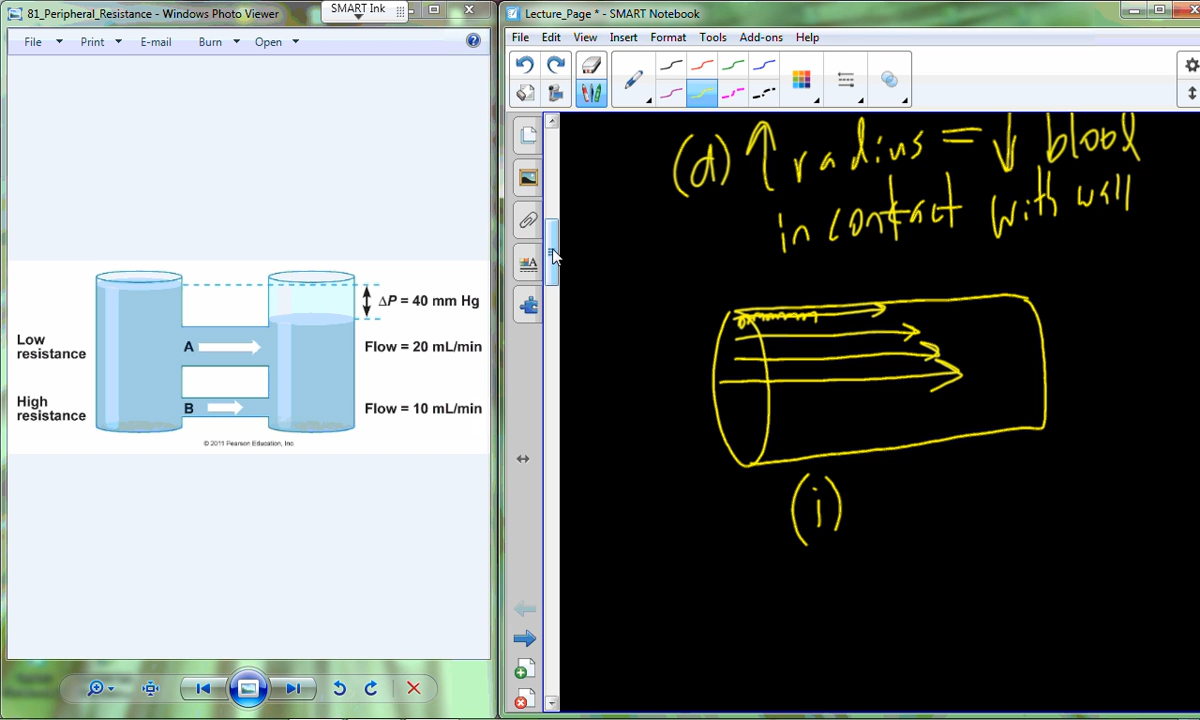 81_Peripheral_Resistance - Windows Photo Viewer
SMART Ink
File Print E-mail Burn Open
Low
resistance
High
resistance
A
B
ΔP = 40 mm Hg
Flow = 20 mL/min
Flow = 10 mL/min
© 2011 Pearson Education, Inc.
Lecture_Page * - SMART Notebook
File Edit View Insert Format Tools Add-ons Help
(d) ↑ radius = ↓ blood
in contact with wall
(i)